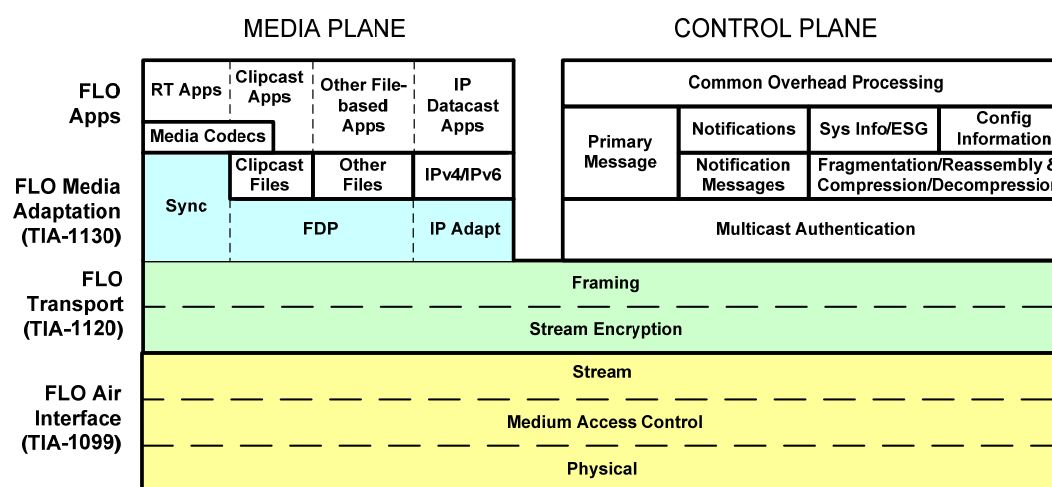 MEDIA PLANE
CONTROL PLANE
FLO
Apps
RT Apps
Clipcast
Apps
Other File-
based
Apps
IP
Datacast
Apps
Media Codecs
Common Overhead Processing
Primary
Message
Notifications
Sys Info/ESG
Config
Information
FLO Media
Adaptation
(TIA-1130)
Sync
Clipcast
Files
Other
Files
IPv4/IPv6
FDP
IP Adapt
Notification
Messages
Fragmentation/Reassembly &
Compression/Decompression
Multicast Authentication
FLO
Transport
(TIA-1120)
Framing
Stream Encryption
FLO Air
Interface
(TIA-1099)
Stream
Medium Access Control
Physical